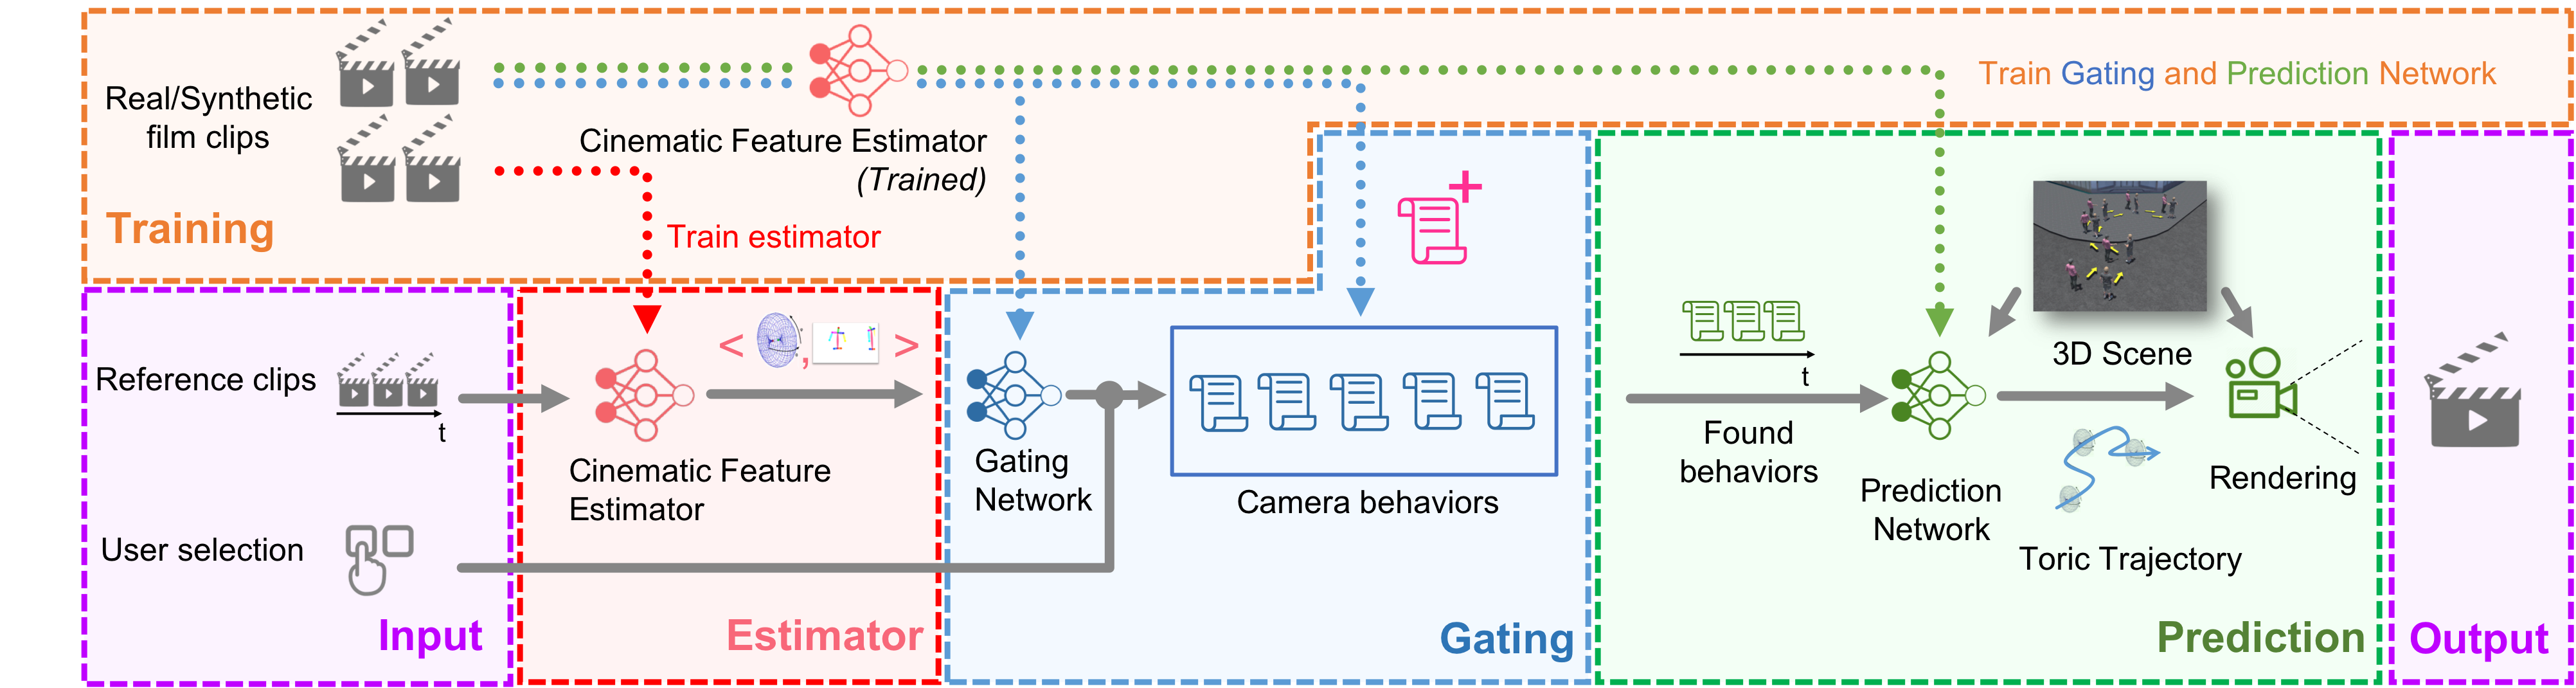 Real/Synthetic
film clips
Cinematic Feature Estimator
(Trained)
Train Gating and Prediction Network
Training
Train estimator
Reference clips
t
User selection
Input
< , >
Cinematic Feature
Estimator
Estimator
Gating
Network
Camera behaviors
Gating
t
Found
behaviors
Prediction
Network
3D Scene
Toric Trajectory
Rendering
Prediction
Output